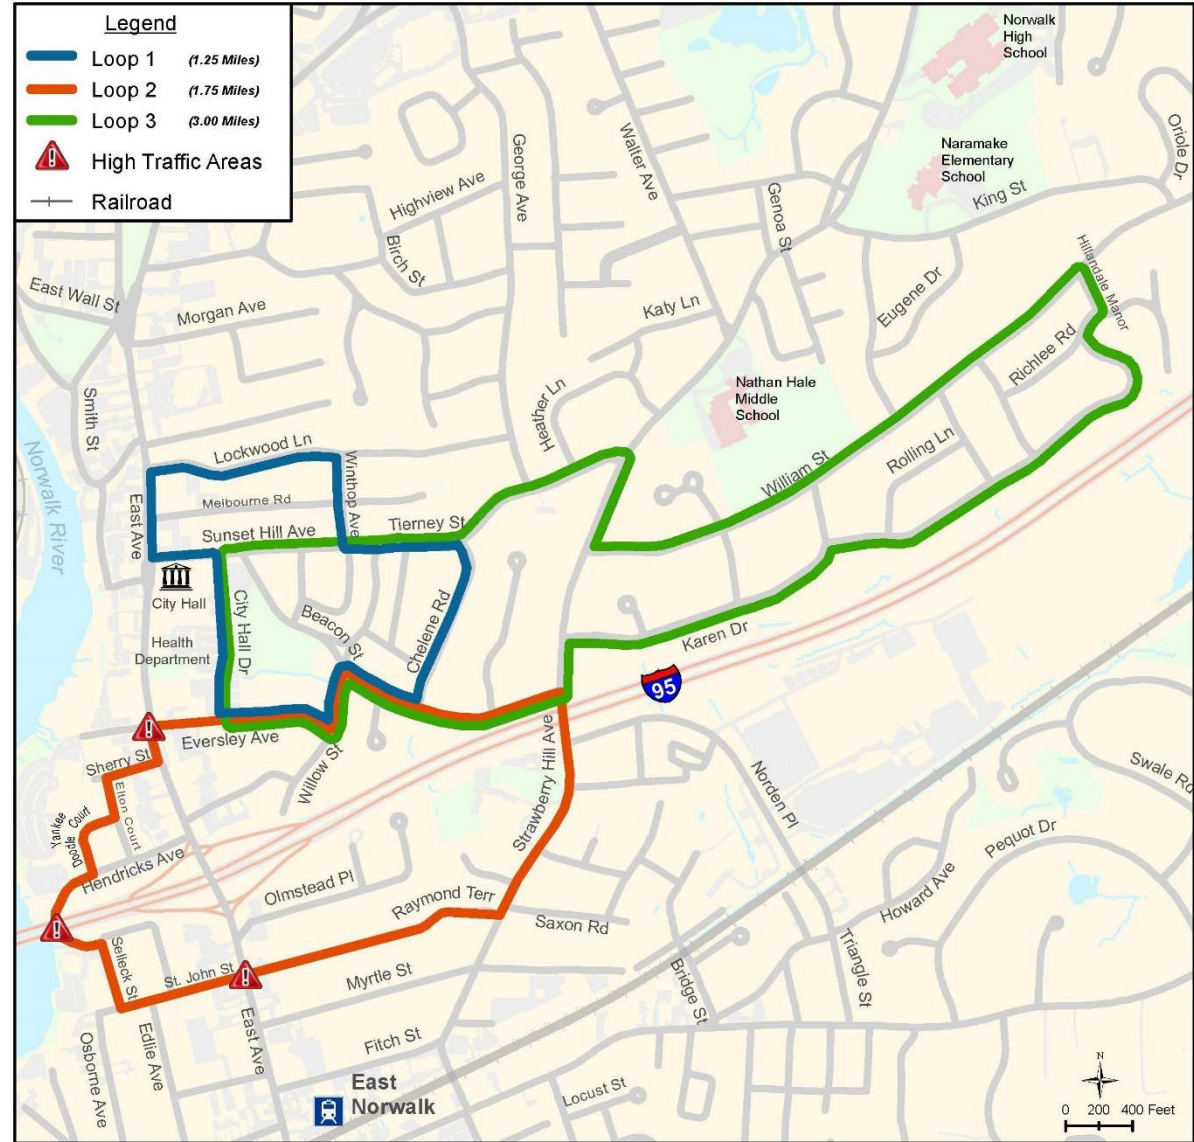 Legend
Loop 1 (1.25 Miles)
Loop 2 (1.75 Miles)
Loop 3 (3.00 Miles)
High Traffic Areas
Railroad
Norwalk
High
School
Naramake
Elementary
School
King St
Oriole Dr
Walter Ave
George Ave
Highview Ave
Birch St
Genoa St
Hillandale Manor
East Wall St
Morgan Ave
Katy Ln
Eugene Dr
Richlee Rd
Smith St
Heather Ln
Nathan Hale
Middle
School
Norwalk River
Lockwood Ln
Winthop Ave
Rolling Ln
William St
East Ave
Melbourne Rd
Sunset Hill Ave
Tierney St
City Hall
City Hall Dr
Beacon St
Chelene Rd
Health
Department
Karen Dr
95
Eversley Ave
Sherry St
Willow St
Strawberry Hill Ave
Norden Pl
Swale Rd
Elton Court
Yankee
Doodle Court
Hendricks Ave
Olmstead Pl
Raymond Terr
Saxon Rd
Pequot Dr
Howard Ave
Selleck St
St. John St
Myrtle St
Bridge St
Triangle St
Osborne Ave
Edlie Ave
East Ave
Fitch St
East
Norwalk
Locust St
N
0 200 400 Feet